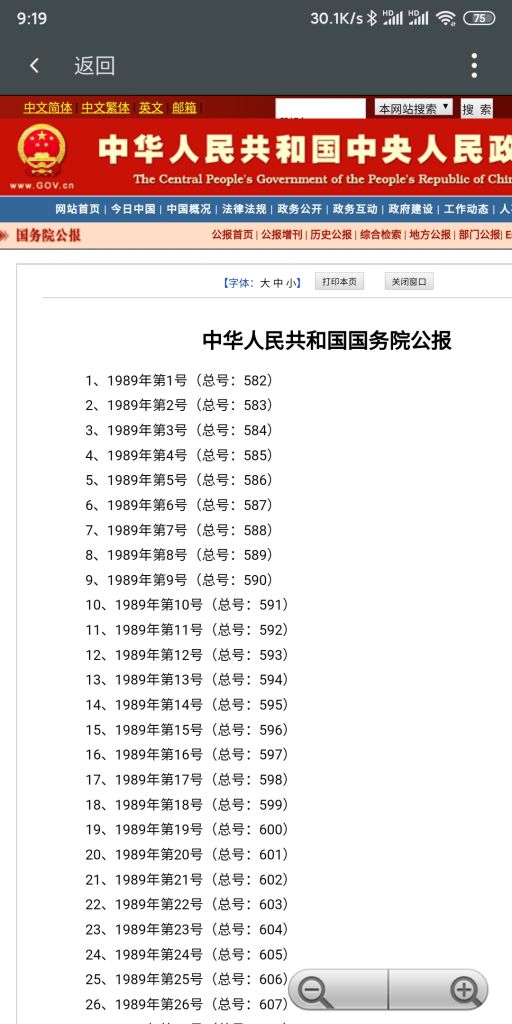 9:19
30.1K/s HD HD 75
返回
中文简体 | 中文繁体 | 英文 | 邮箱 |
本网站搜索 ▼ 搜 索
中华人民共和国中央人民政
www.GOV.cn
The Central People's Government of the People's Republic of Chin
网站首页 | 今日中国 | 中国概况 | 法律法规 | 政务公开 | 政务互动 | 政府建设 | 工作动态 | 人
国务院公报
公报首页 | 公报增刊 | 历史公报 | 综合检索 | 地方公报 | 部门公报 | E
【字体：大 中 小】 打印本页 关闭窗口
中华人民共和国国务院公报
1、1989年第1号（总号：582）
2、1989年第2号（总号：583）
3、1989年第3号（总号：584）
4、1989年第4号（总号：585）
5、1989年第5号（总号：586）
6、1989年第6号（总号：587）
7、1989年第7号（总号：588）
8、1989年第8号（总号：589）
9、1989年第9号（总号：590）
10、1989年第10号（总号：591）
11、1989年第11号（总号：592）
12、1989年第12号（总号：593）
13、1989年第13号（总号：594）
14、1989年第14号（总号：595）
15、1989年第15号（总号：596）
16、1989年第16号（总号：597）
17、1989年第17号（总号：598）
18、1989年第18号（总号：599）
19、1989年第19号（总号：600）
20、1989年第20号（总号：601）
21、1989年第21号（总号：602）
22、1989年第22号（总号：603）
23、1989年第23号（总号：604）
24、1989年第24号（总号：605）
25、1989年第25号（总号：606）
26、1989年第26号（总号：607）